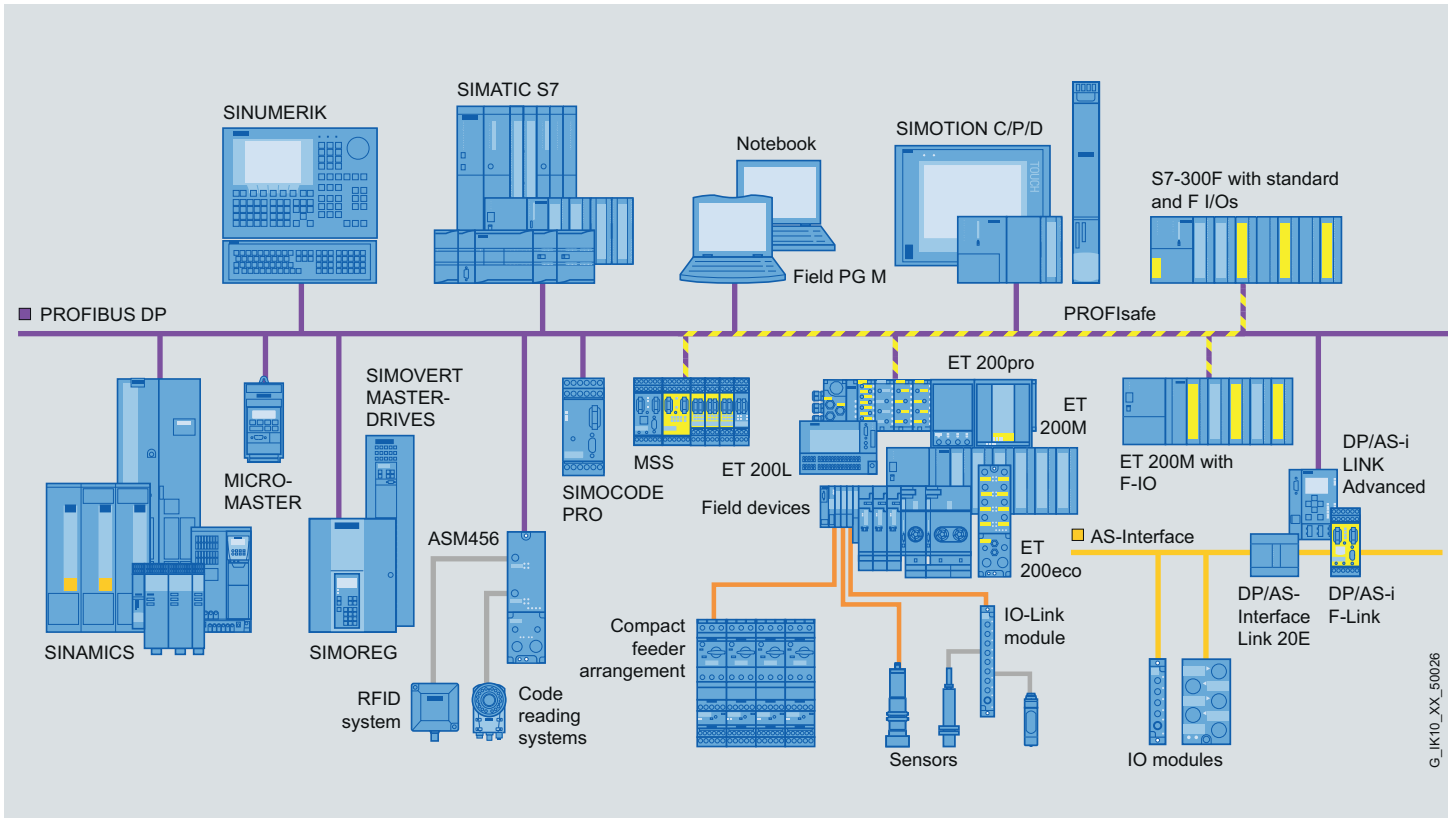 SINUMERIK
SIMATIC S7
Notebook
Field PG M
SIMOTION C/P/D
TOUCH
S7-300F with standard
and F I/Os
PROFIBUS DP
PROFIsafe
SINAMICS
MICRO-
MASTER
SIMOVERT
MASTER-
DRIVES
SIMOREG
ASM456
RFID
system
Code
reading
systems
SIMOCODE
PRO
MSS
ET 200pro
ET
200M
ET 200L
Field devices
ET
200eco
Compact
feeder
arrangement
Sensors
IO-Link
module
ET 200M with
F-IO
DP/AS-i
LINK
Advanced
AS-Interface
DP/AS-
Interface
Link 20E
DP/AS-i
F-Link
IO modules
G_IK10_XX_50026